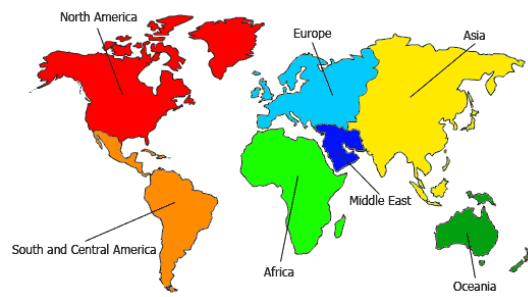 North America
Europe
Asia
Middle East
South and Central America
Africa
Oceania